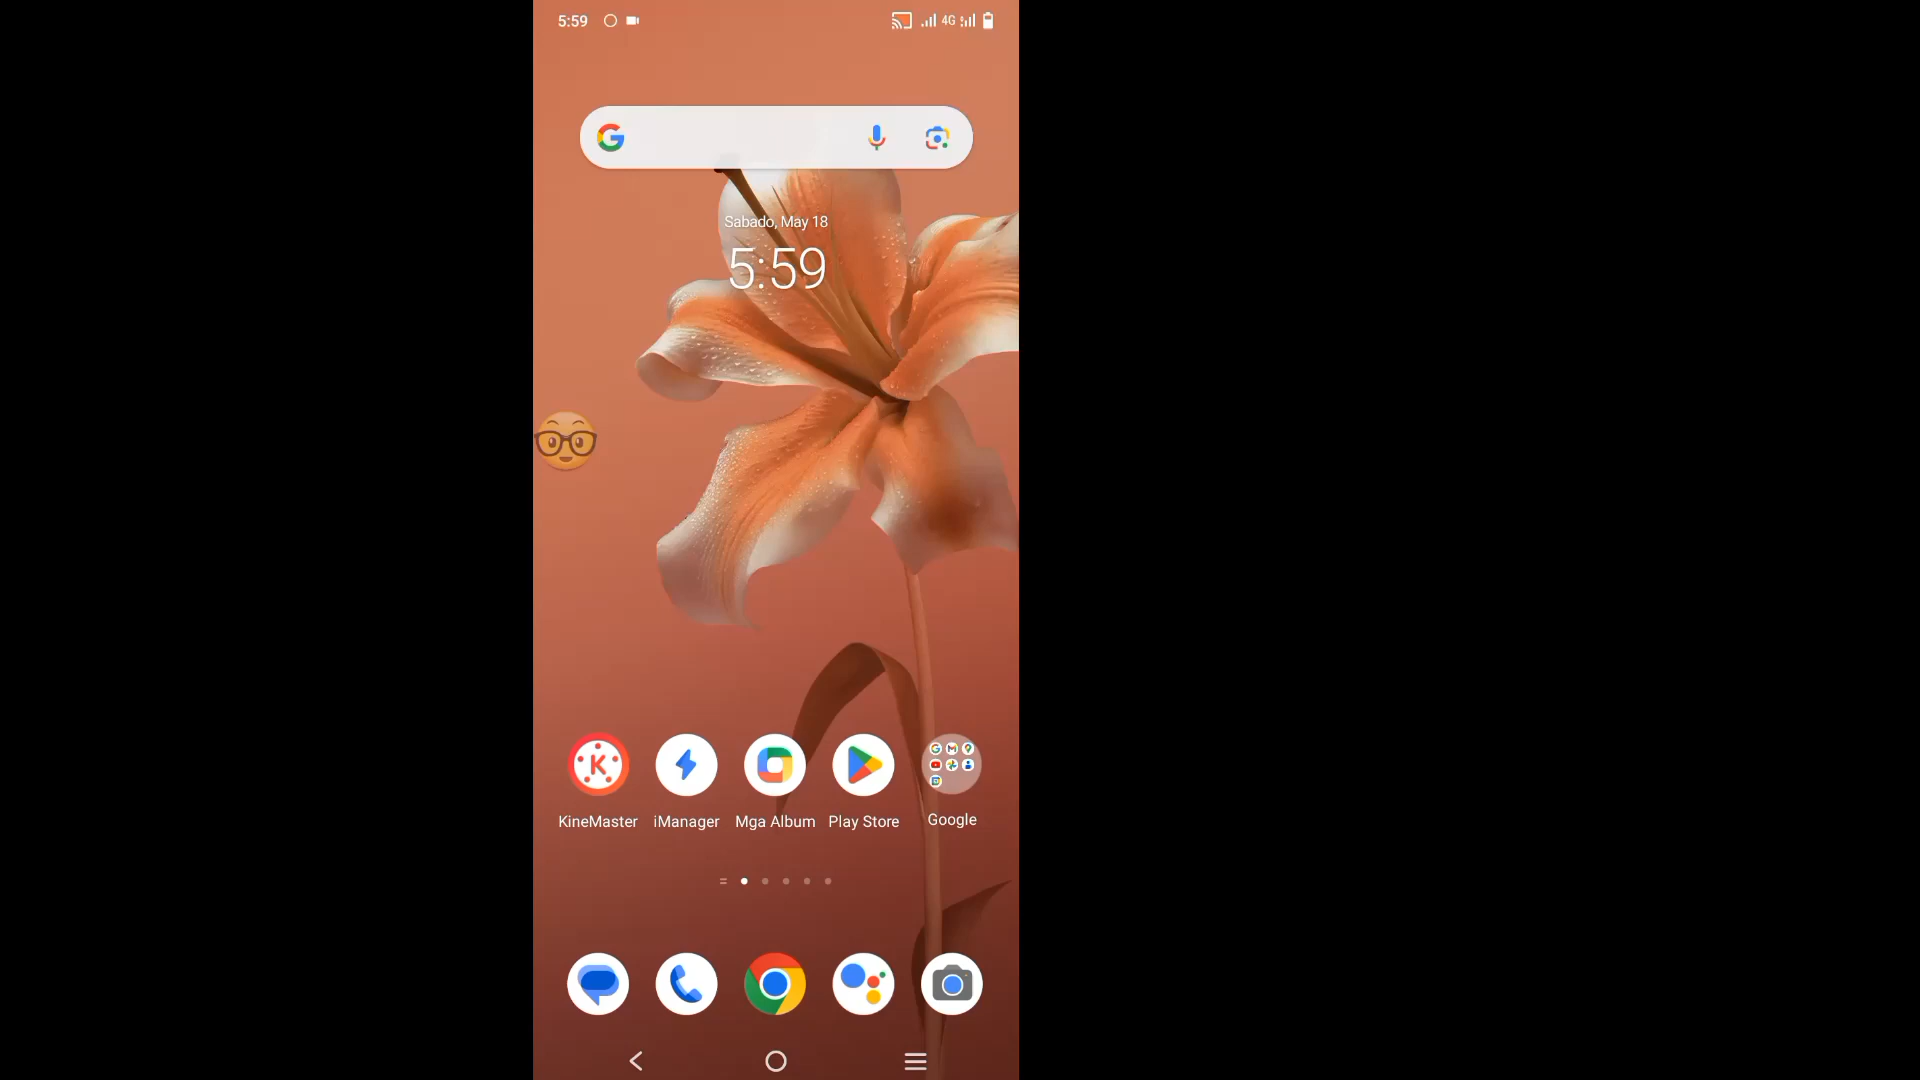 5:59
4G
Sabado, May 18
5:59
KineMaster
iManager
Mga Album
Play Store
Google